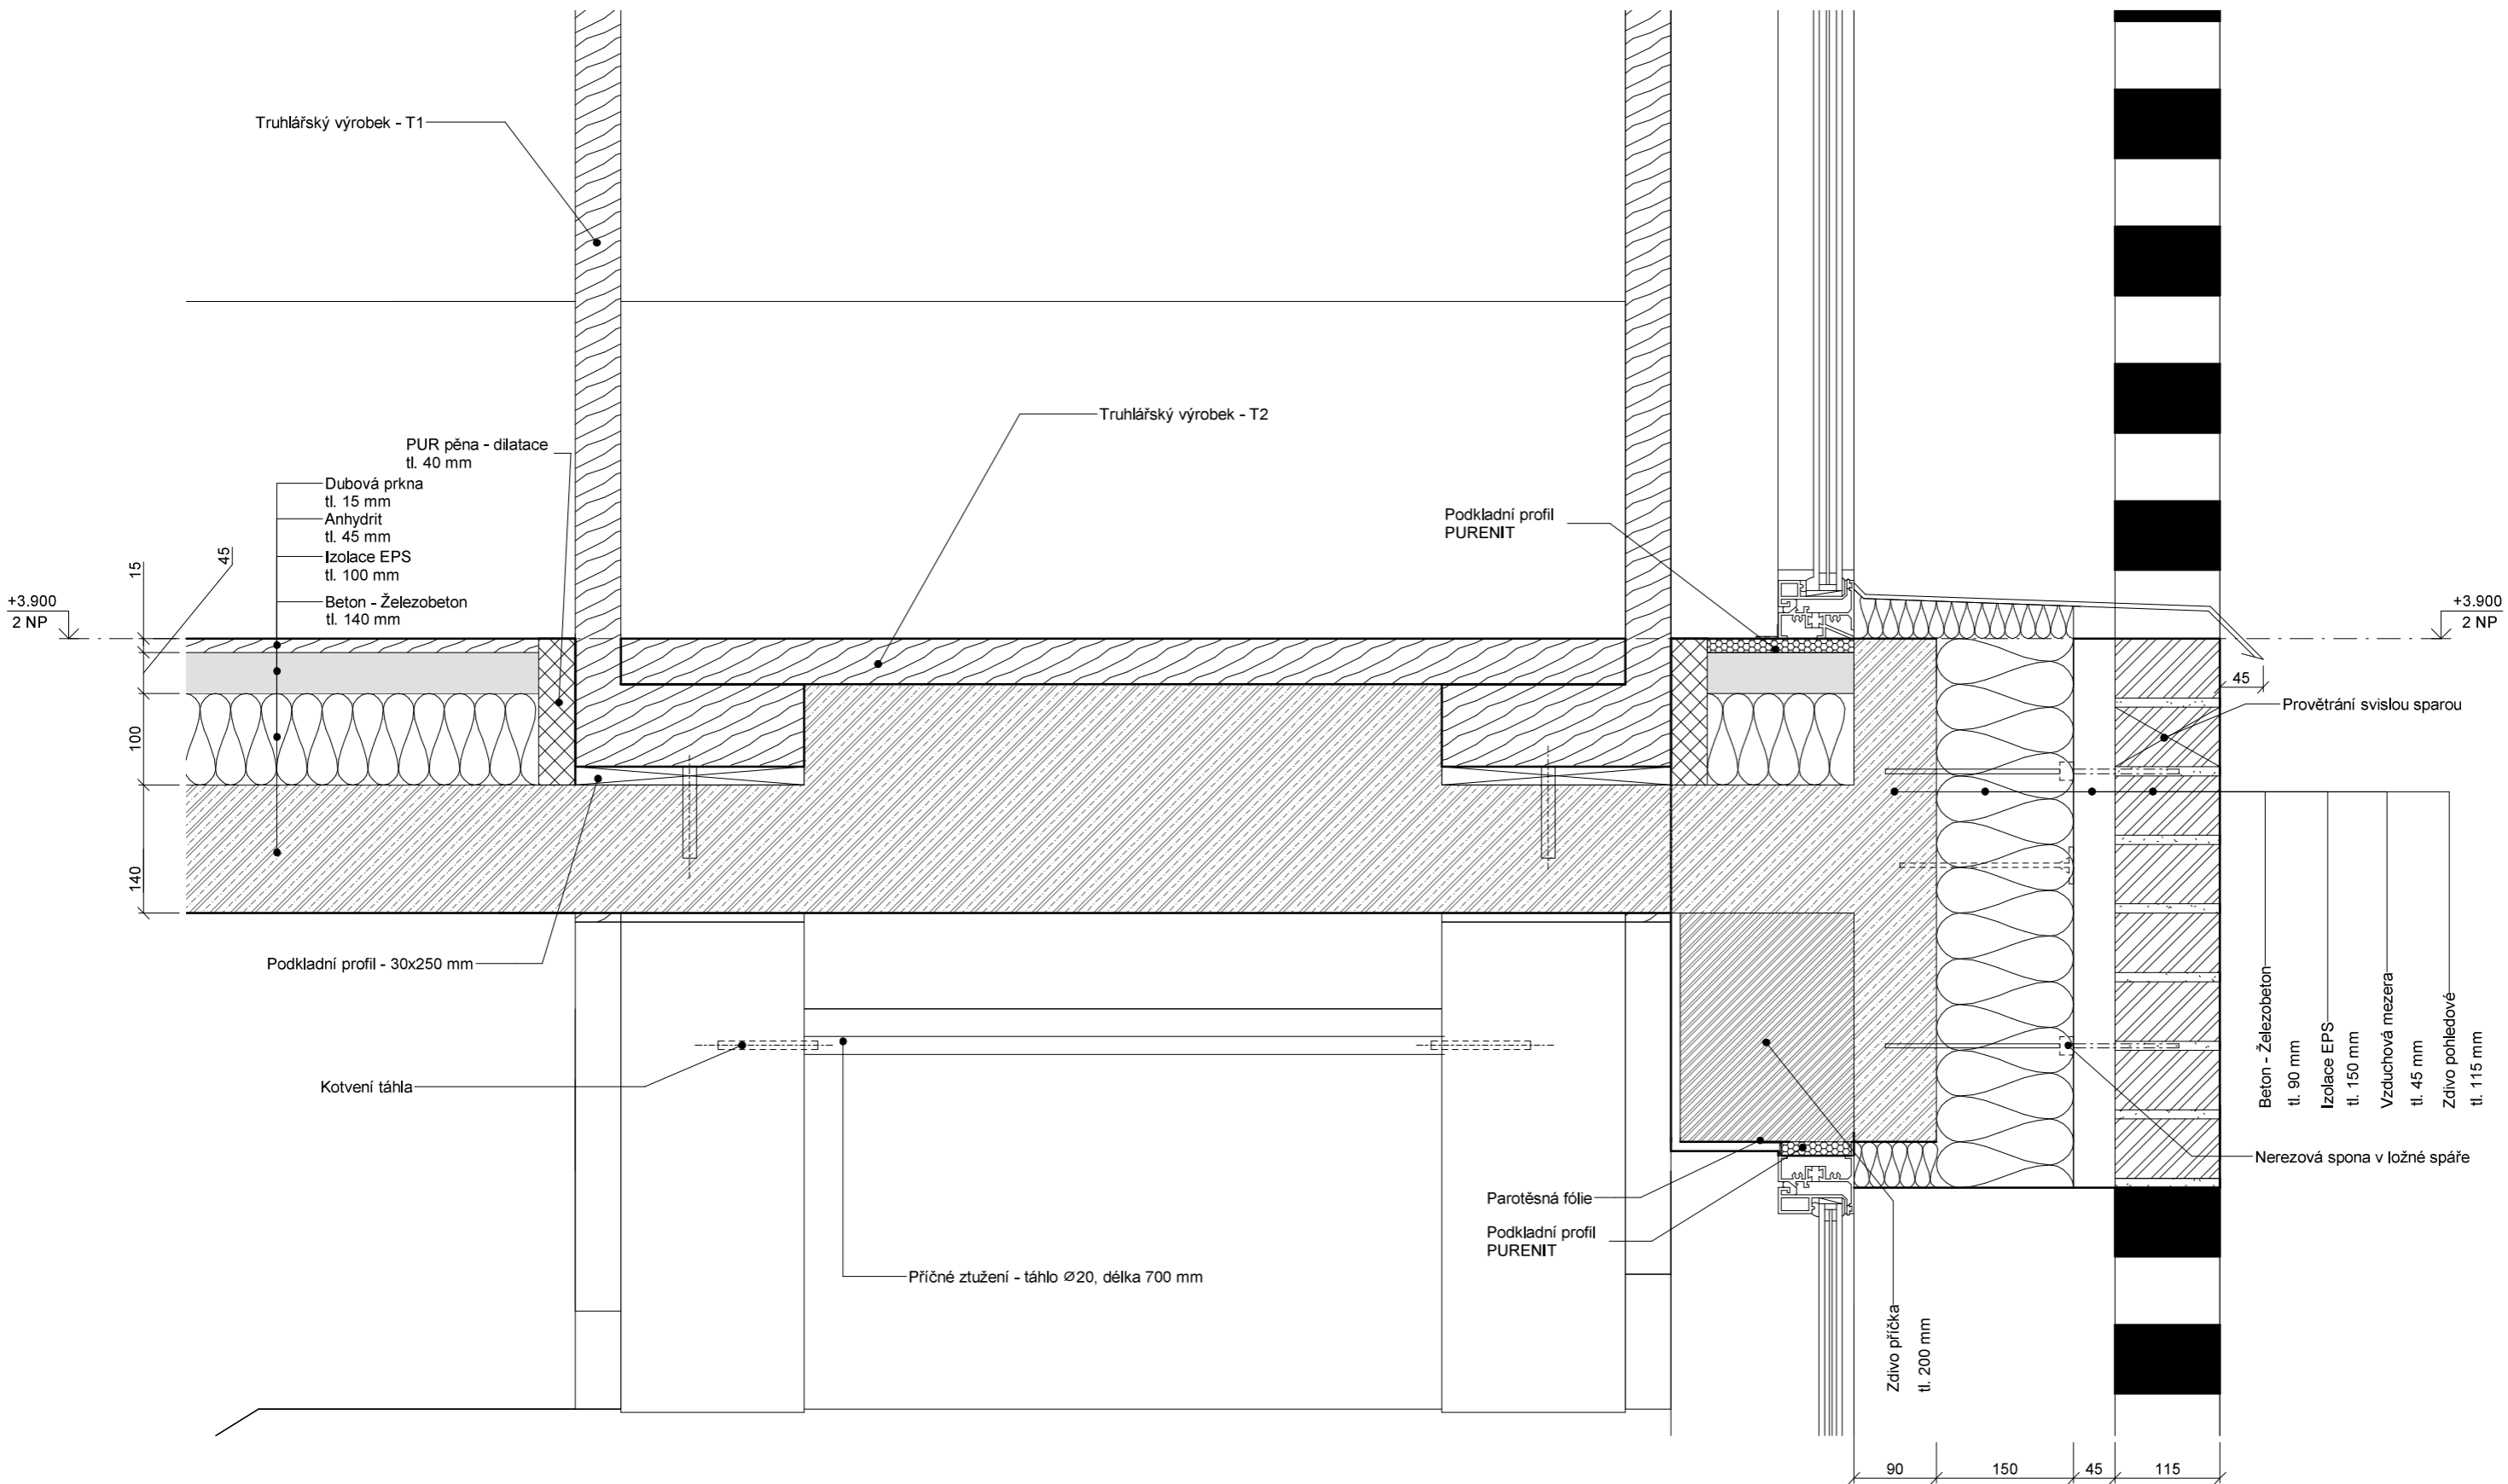 Truhlářský výrobek - T1
Truhlářský výrobek - T2
PUR pěna - dilatace
tl. 40 mm
Dubová prkna
tl. 15 mm
Anhydrit
tl. 45 mm
Izolace EPS
tl. 100 mm
Beton - Železobeton
tl. 140 mm
Podkladní profil
PURENIT
15
45
100
140
+3.900
2 NP
+3.900
2 NP
45
Provětrání svislou sparou
Podkladní profil - 30x250 mm
Kotvení táhla
Příčné ztužení - táhlo Ø20, délka 700 mm
Parotěsná fólie
Podkladní profil
PURENIT
Zdivo příčka
tl. 200 mm
Beton - Železobeton
tl. 90 mm
Izolace EPS
tl. 150 mm
Vzduchová mezera
tl. 45 mm
Zdivo pohledové
tl. 115 mm
Nerezová spona v ložné spáře
90
150
45
115